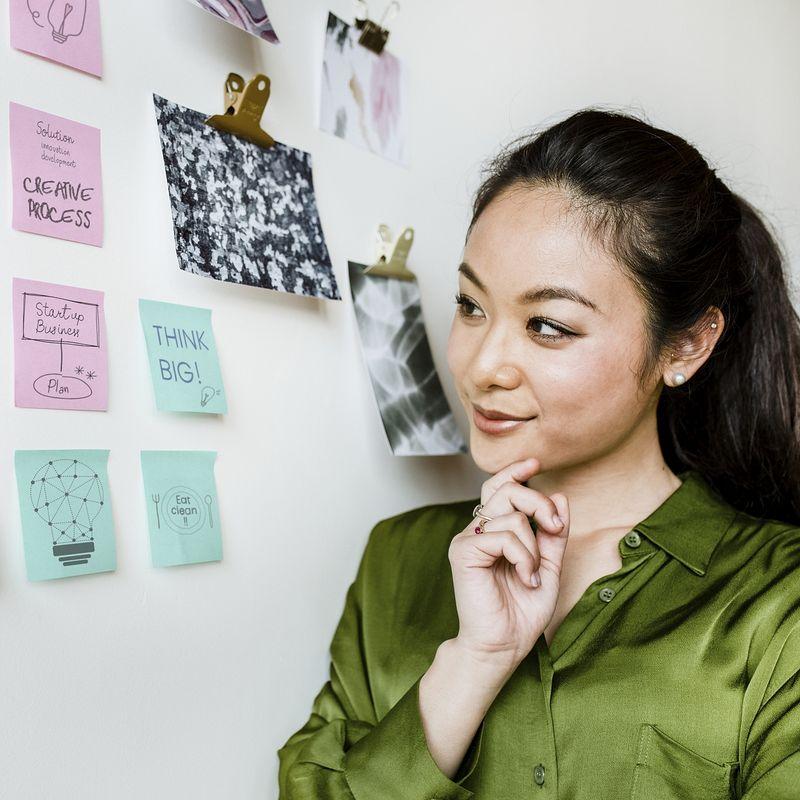 Solution
innovation
development
CREATIVE
PROCESS
Start up
Business
Plan
THINK
BIG!
Eat
clean
!!